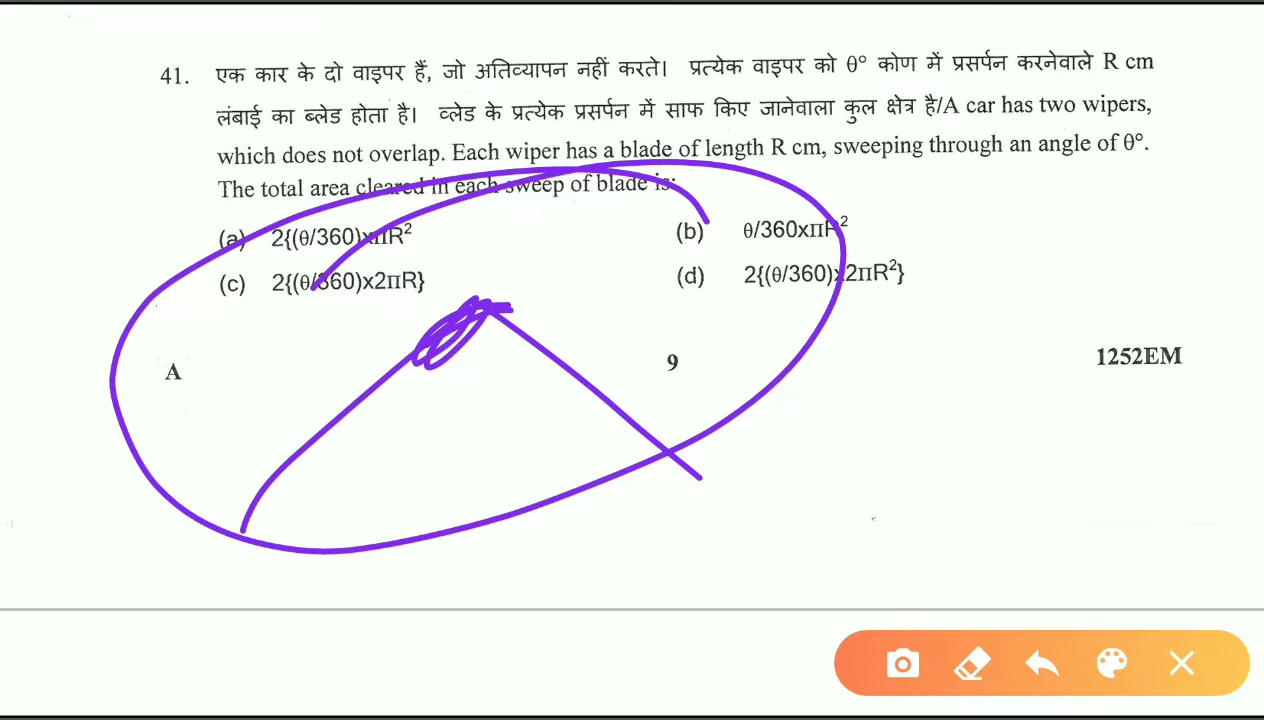 41. एक कार के दो वाइपर हैं, जो अतिव्यापन नहीं करते। प्रत्येक वाइपर को θ° कोण में प्रसर्पन करनेवाले R cm
लंबाई का ब्लेड होता है। ब्लेड के प्रत्येक प्रसर्पन में साफ किए जानेवाला कुल क्षेत्र है/A car has two wipers,
which does not overlap. Each wiper has a blade of length R cm, sweeping through an angle of θ°.
The total area cleared in each sweep of blade is:
(a) 2{(θ/360)xπR² (b) θ/360xπR²
(c) 2{(θ/360)x2πR} (d) 2{(θ/360)x2πR²}
A 9 1252EM